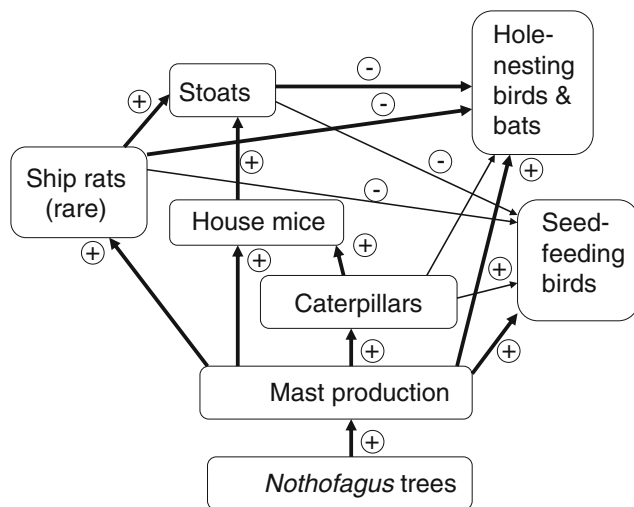 Hole-
nesting
birds &
bats
-
+
Stoats
-
+
-
+
Ship rats
(rare)
-
House mice
Seed-
feeding
birds
+
+
+
+
Caterpillars
+
+
Mast production
+
Nothofagus trees